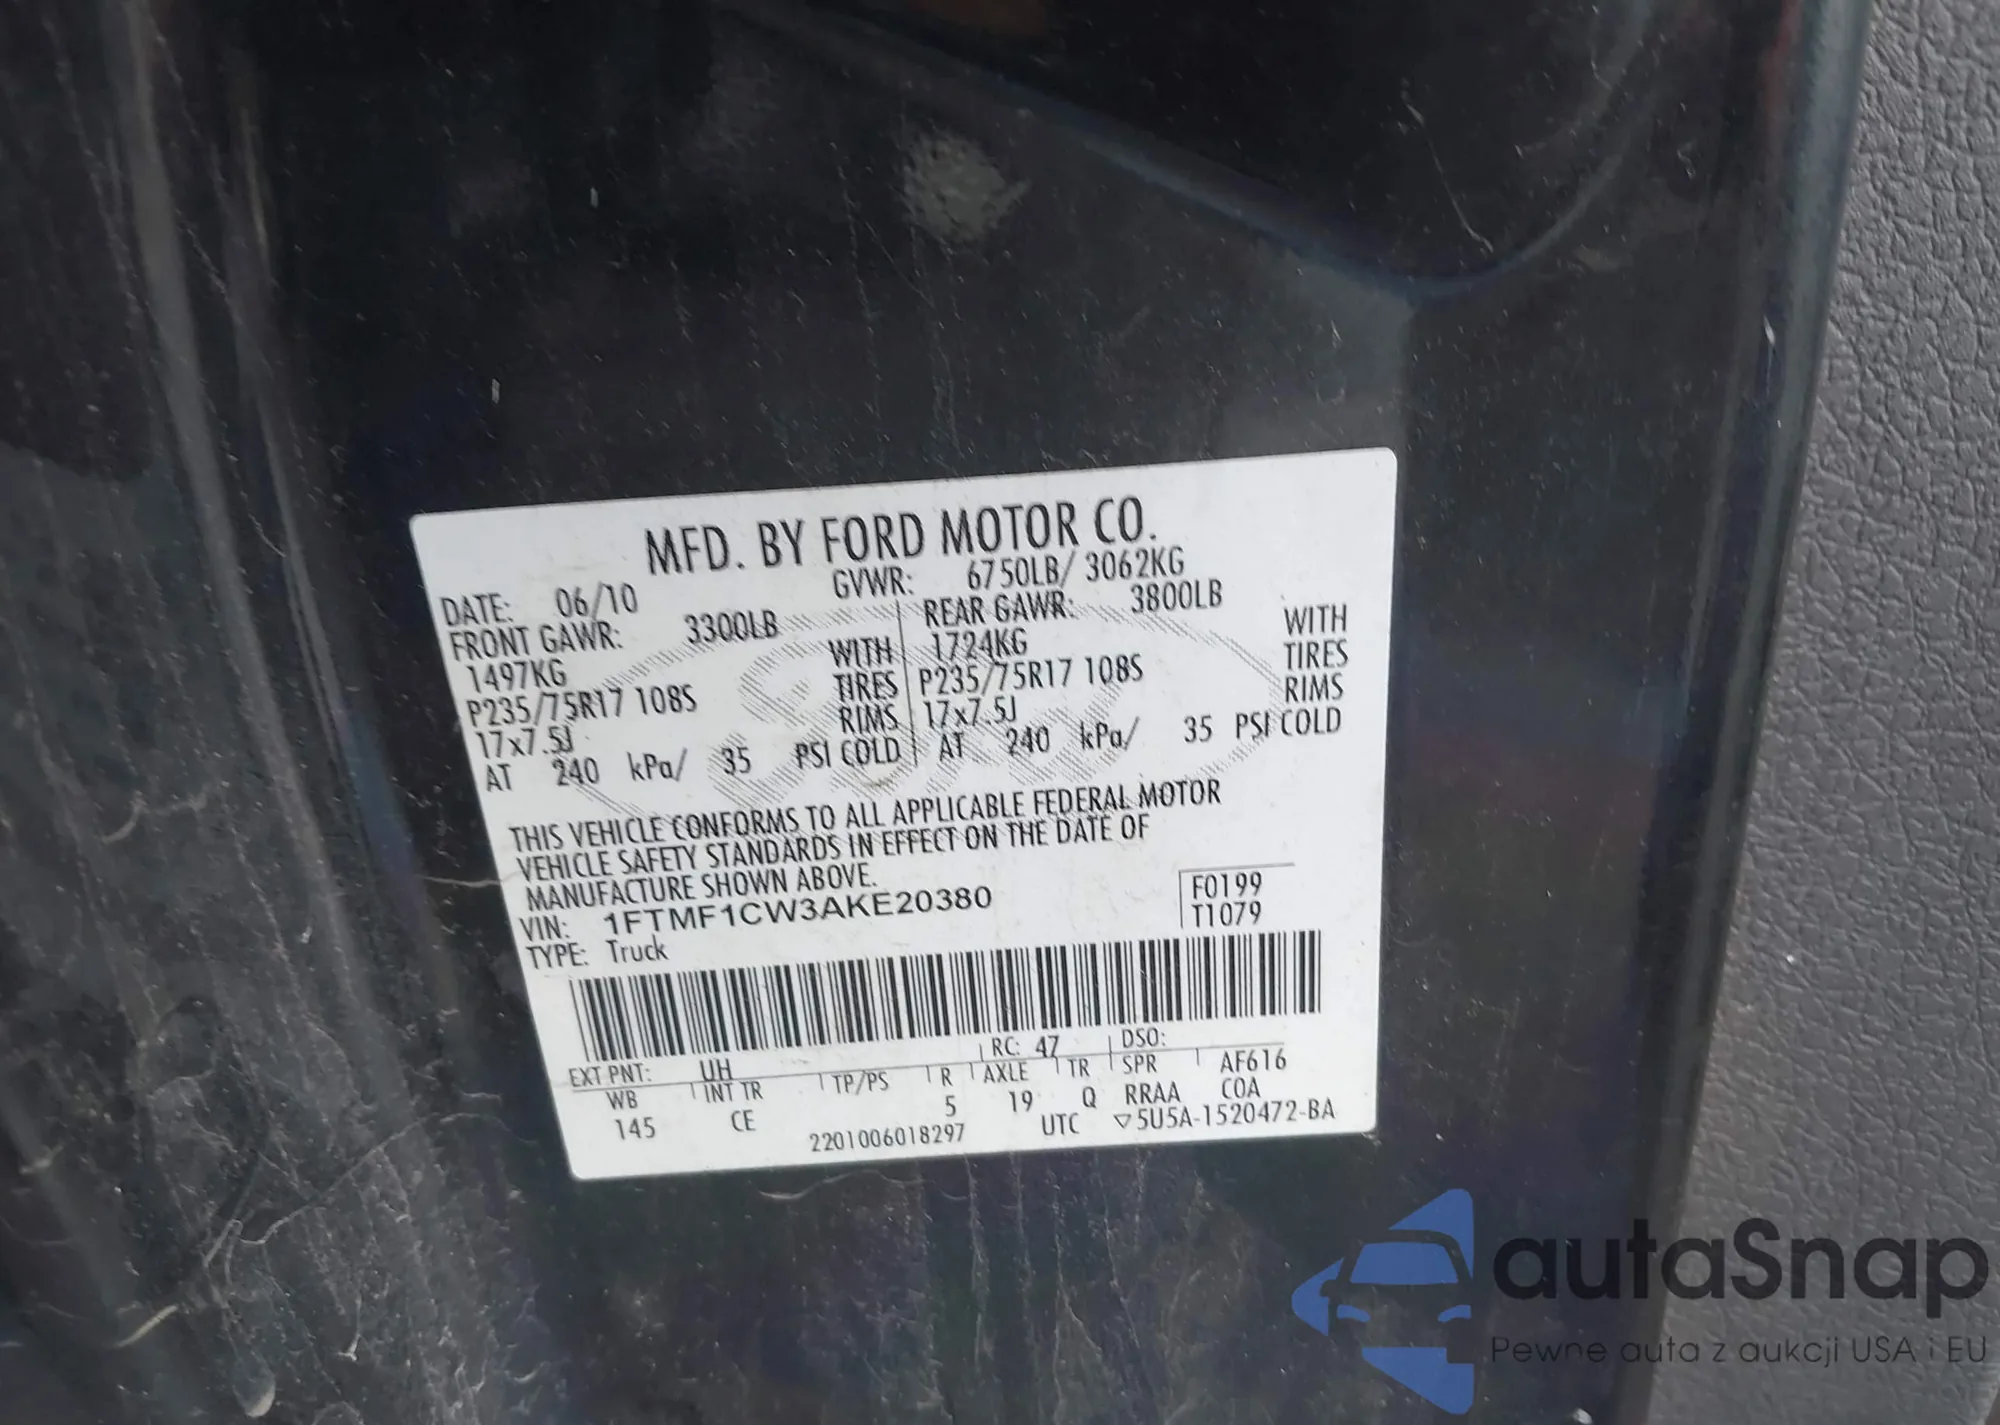 MFD. BY FORD MOTOR CO.
DATE: 06/10 GVWR: 6750LB/ 3062KG
FRONT GAWR: 3300LB REAR GAWR: 3800LB
1497KG WITH 1724KG WITH
P235/75R17 108S TIRES P235/75R17 108S TIRES
17x7.5J RIMS 17x7.5J RIMS
AT 240 kPa/ 35 PSI COLD AT 240 kPa/ 35 PSI COLD
THIS VEHICLE CONFORMS TO ALL APPLICABLE FEDERAL MOTOR
VEHICLE SAFETY STANDARDS IN EFFECT ON THE DATE OF
MANUFACTURE SHOWN ABOVE.
VIN: 1FTMF1CW3AKE20380 F0199
TYPE: Truck T1079
EXT PNT: UH RC: 47 DSO:
WB INT TR TP/PS R AXLE TR SPR AF616
145 CE 5 19 Q RRAA COA
2201006018297 UTC ▽5U5A-1520472-BA
autaSnap
Pewne auta z aukcji USA i EU